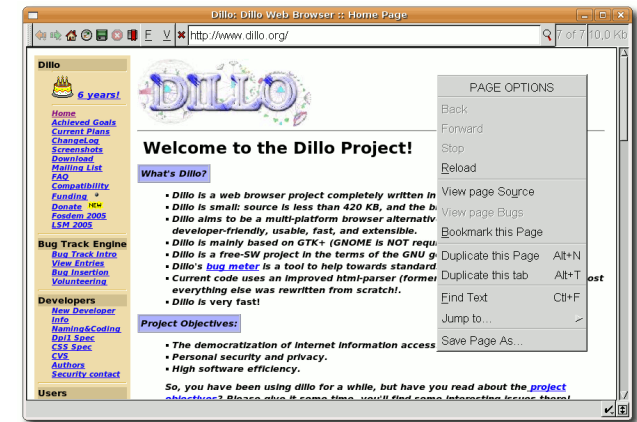 Dillo: Dillo Web Browser :: Home Page
F V http://www.dillo.org/ 7 of 7 10,0 Kb
Dillo
6 years!
Home
Achieved Goals
Current Plans
ChangeLog
Screenshots
Download
Mailing List
FAQ
Compatibility
Funding *
Donate NEW
Fosdem 2005
LSM 2005
Bug Track Engine
Bug Track Intro
View Entries
Bug Insertion
Volunteering
Developers
New Developer
Info
Naming&Coding
Dpi1 Spec
CSS Spec
CVS
Authors
Security contact
Users
DILLO
Welcome to the Dillo Project!
What's Dillo?
Dillo is a web browser project completely written in
Dillo is small: source is less than 420 KB, and the b
Dillo aims to be a multi-platform browser alternativ
developer-friendly, usable, fast, and extensible.
Dillo is mainly based on GTK+ (GNOME is NOT requ
Dillo is a free-SW project in the terms of the GNU g
Dillo's bug meter is a tool to help towards standard
Current code uses an improved html-parser (former ost
everything else was rewritten from scratch!.
Dillo is very fast!
Project Objectives:
The democratization of Internet information access
Personal security and privacy.
High software efficiency.
So, you have been using dillo for a while, but have you read about the project
objectives? Please give it some time, you'll find some interesting issues there!
PAGE OPTIONS
Back
Forward
Stop
Reload
View page Source
View page Bugs
Bookmark this Page
Duplicate this Page Alt+N
Duplicate this tab Alt+T
Find Text Ctl+F
Jump to...
Save Page As...